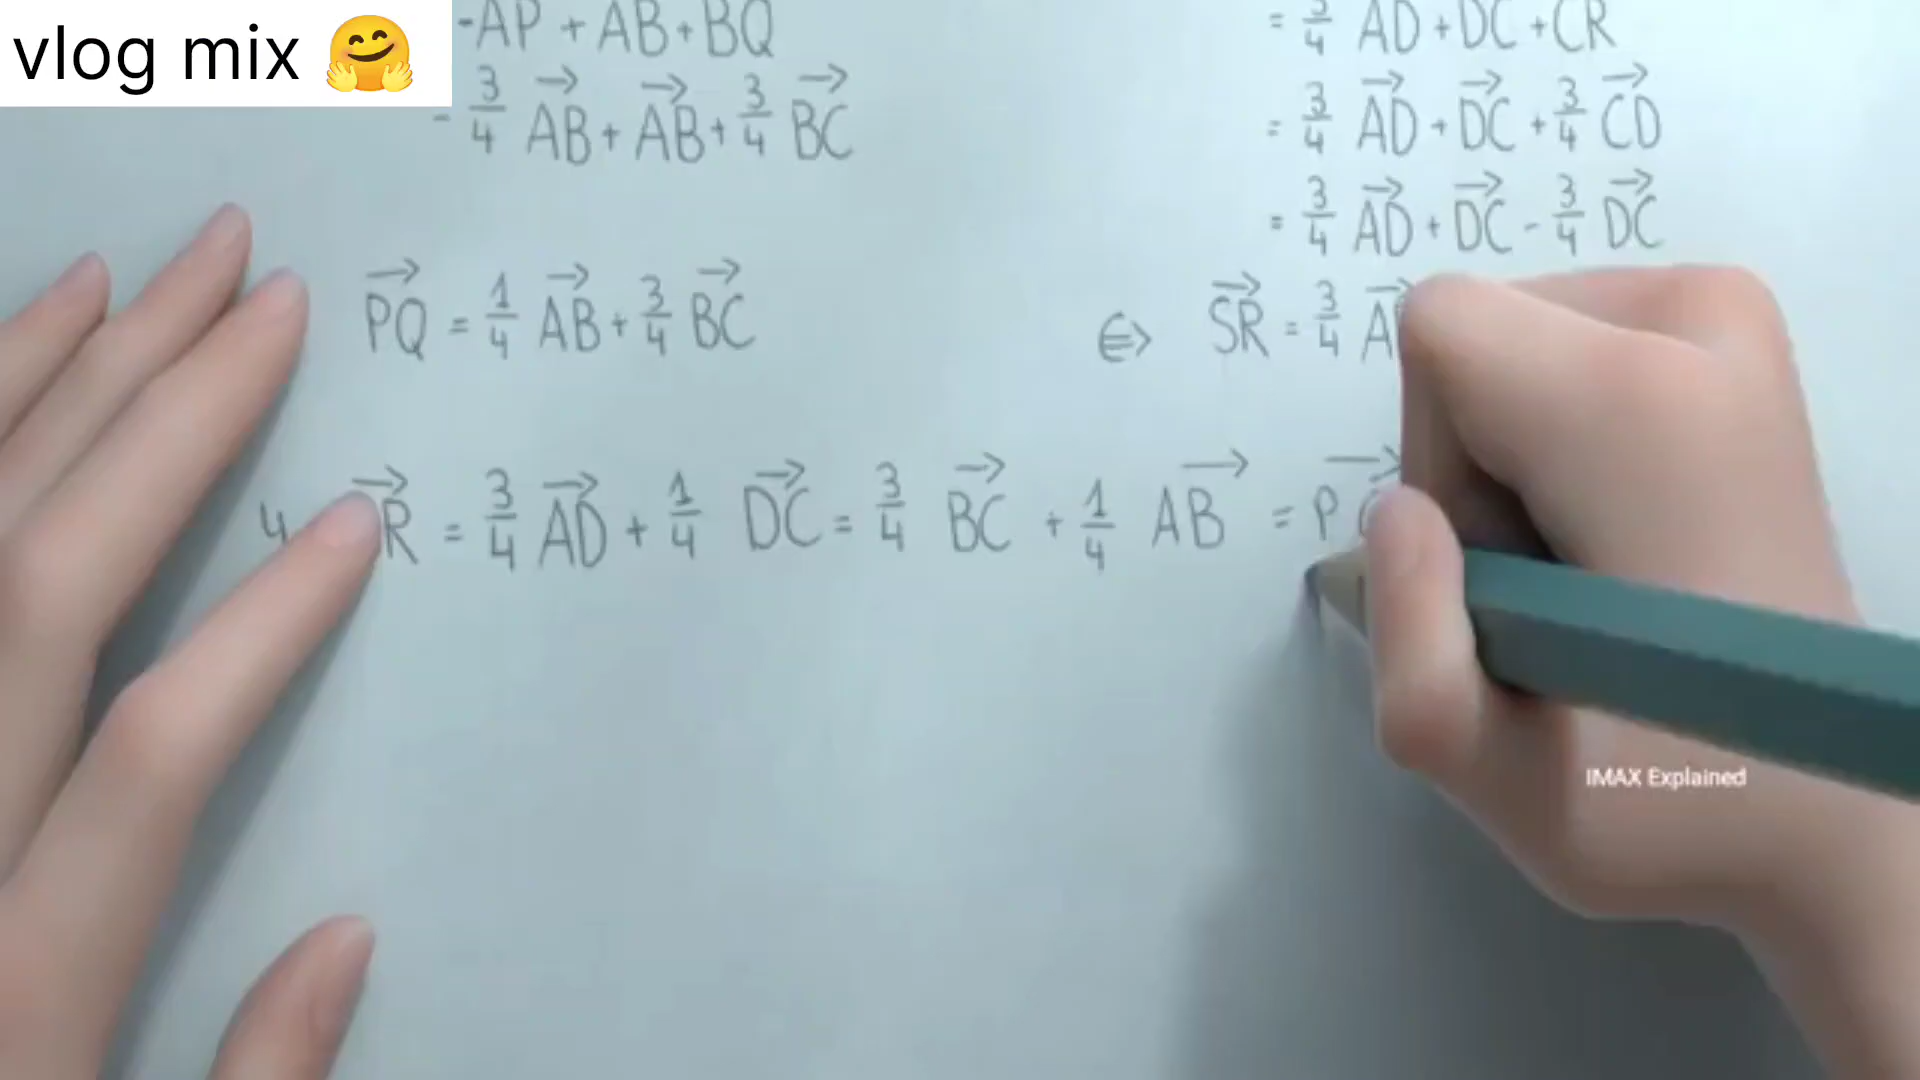 vlog mix 🤗
-AP + AB + BQ
- 3/4 AB + AB + 3/4 BC
PQ = 1/4 AB + 3/4 BC
= 3/4 AD + DC + CR
= 3/4 AD + DC + 3/4 CD
= 3/4 AD + DC - 3/4 DC
⇔ SR = 3/4
4 R = 3/4 AD + 1/4 DC = 3/4 BC + 1/4 AB = P
IMAX Explained